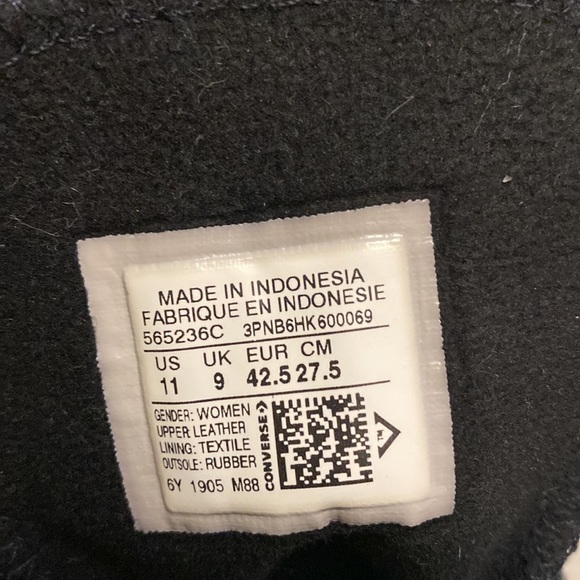 MADE IN INDONESIA
FABRIQUE EN INDONESIE
565236C 3PNB6HK600069
US UK EUR CM
11 9 42.5 27.5
GENDER: WOMEN
UPPER: LEATHER
LINING: TEXTILE
OUTSOLE: RUBBER
6Y 1905 M88
CONVERSE
TM